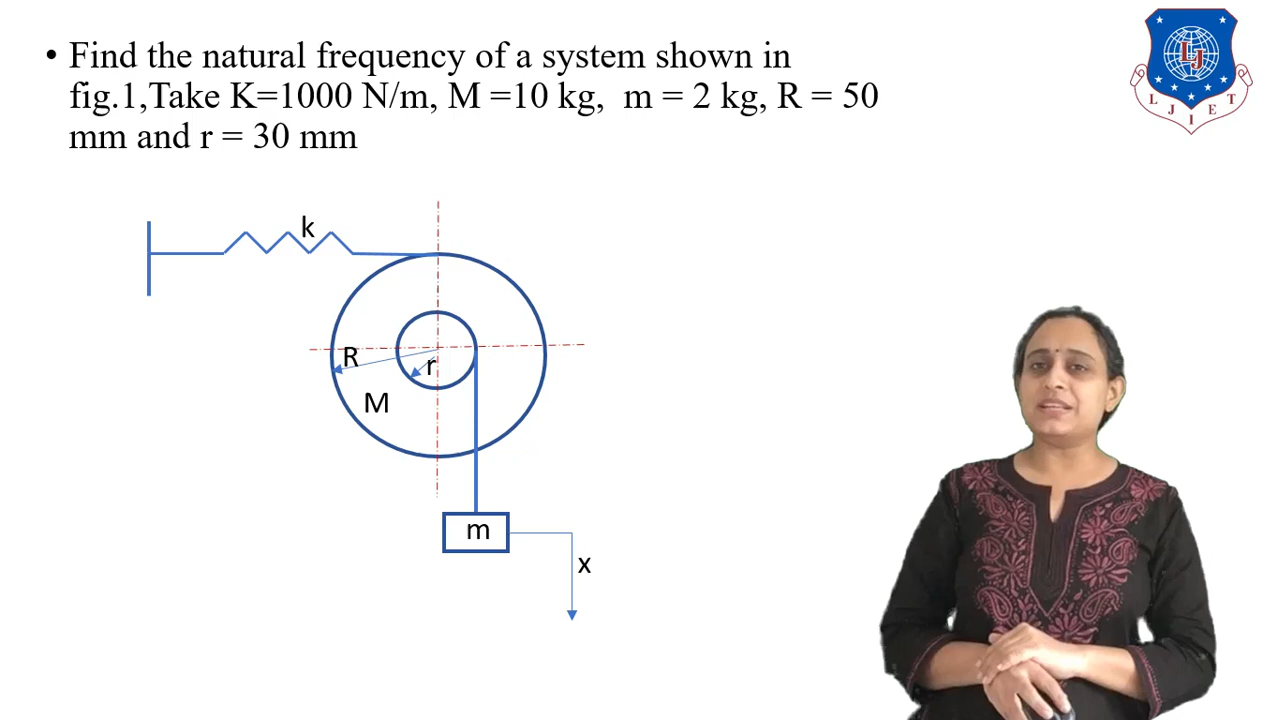 • Find the natural frequency of a system shown in
fig.1,Take K=1000 N/m, M =10 kg,  m = 2 kg, R = 50
mm and r = 30 mm
LJ
L J I E T
k
R
r
M
m
x